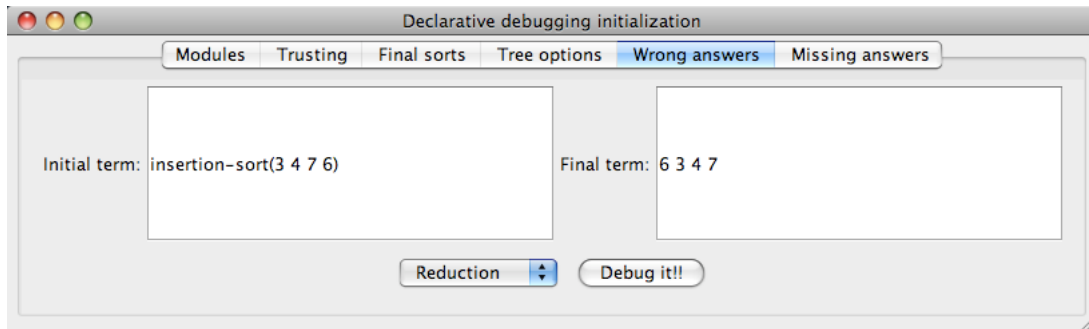 Declarative debugging initialization
Modules Trusting Final sorts Tree options Wrong answers Missing answers
Initial term: insertion-sort(3 4 7 6) Final term: 6 3 4 7
Reduction Debug it!!